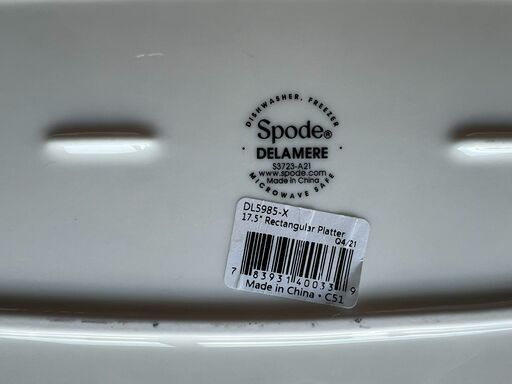 DISHWASHER, FREEZER
Spode®
DELAMERE
S3723-A21
www.spode.com
Made in China
MICROWAVE SAFE
DL5985-X
17.5" Rectangular Platter
Q4/21
7 83931 40033 9
Made in China • C51